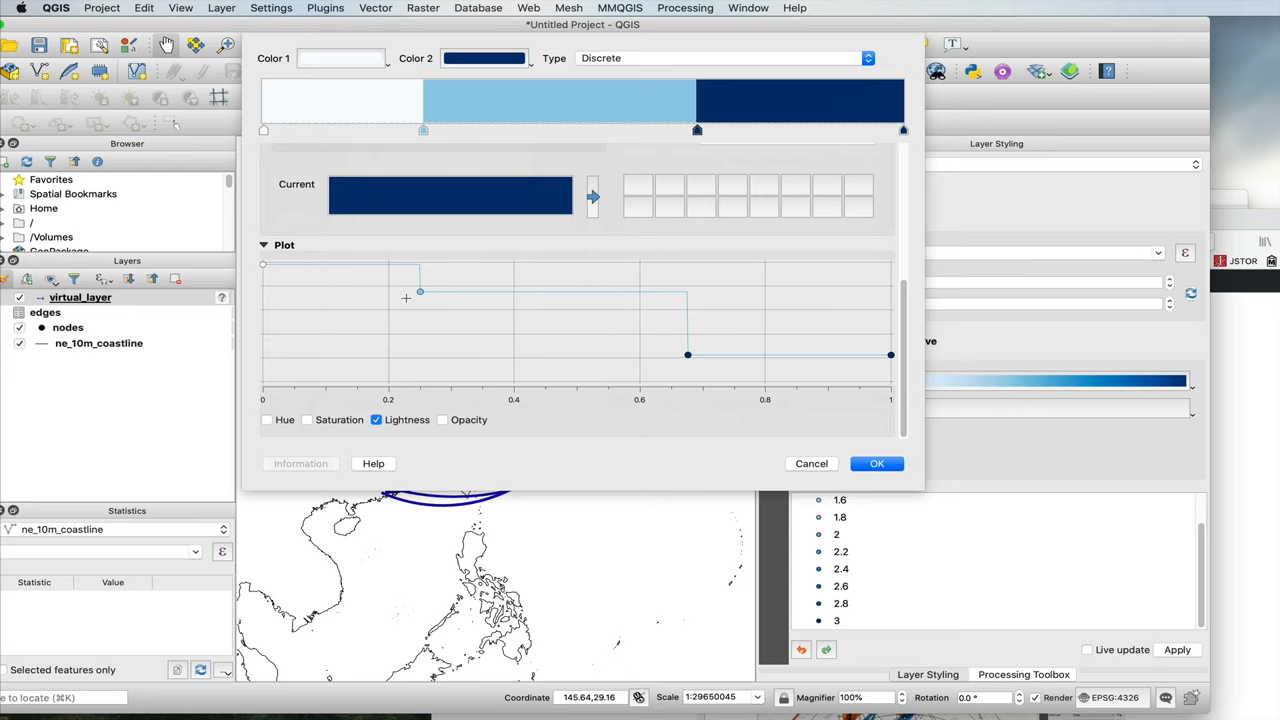 QGIS Project Edit View Layer Settings Plugins Vector Raster Database Web Mesh MMQGIS Processing Window Help
*Untitled Project - QGIS
Color 1 Color 2 Type Discrete
Browser
Layer Styling
Favorites
Spatial Bookmarks
Home
/
/Volumes
GeoPackage
Current
Plot
JSTOR
Layers
virtual_layer
edges
nodes
ne_10m_coastline
ve
0 0.2 0.4 0.6 0.8 1
Hue Saturation Lightness Opacity
Information Help Cancel OK
Statistics
ne_10m_coastline
Statistic Value
1.6
1.8
2
2.2
2.4
2.6
2.8
3
Selected features only
Live update Apply
Layer Styling Processing Toolbox
e to locate (⌘K) Coordinate 145.64,29.16 Scale 1:29650045 Magnifier 100% Rotation 0.0 ° Render EPSG:4326